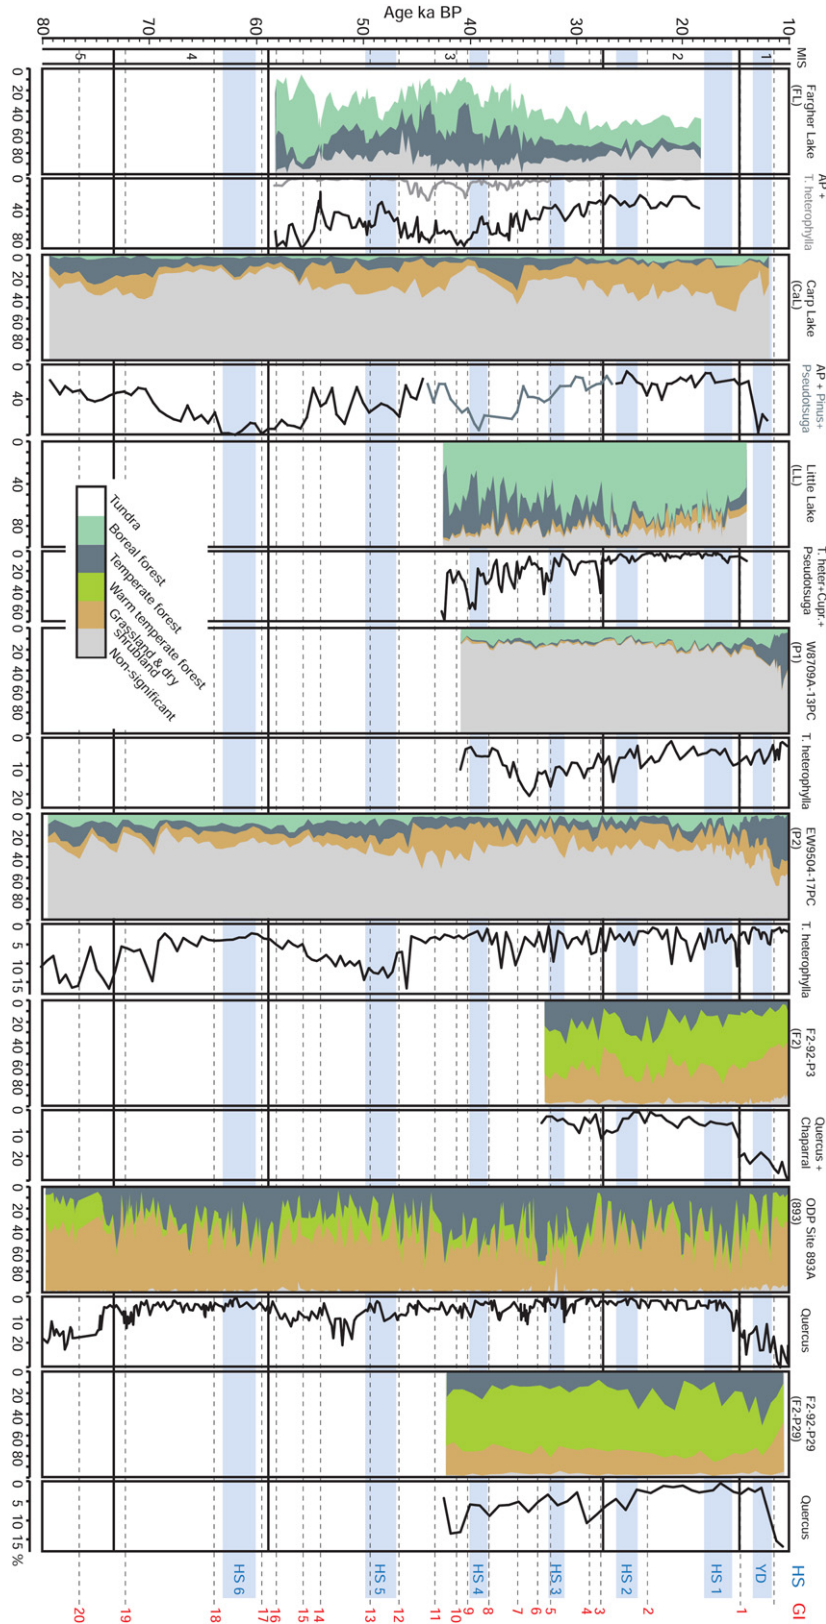 Age ka BP
80
70
60
50
40
30
20
10
MIS
5
4
3
2
1
Fargher Lake
(FL)
0
20
40
60
80
AP +
T. heterophylla
0
40
80
Carp Lake
(CaL)
0
20
40
60
80
AP + Pinus+
Pseudotsuga
0
40
Little Lake
(LL)
0
40
80
T. heter+Cupr.+
Pseudotsuga
0
20
40
60
W8709A-13PC
(P1)
0
20
40
60
80
T. heterophylla
0
10
20
EW9504-17PC
(P2)
0
20
40
60
80
T. heterophylla
0
5
10
15
F2-92-P3
(F2)
0
20
40
60
80
Quercus +
Chaparral
0
10
20
ODP Site 893A
(893)
0
20
40
60
80
Quercus
0
10
20
F2-92-P29
(F2-P29)
0
20
40
60
80
Quercus
0
5
10
15
%
Tundra
Boreal forest
Temperate forest
Warm temperate forest
Grassland & dry
shrubland
Non-significant
HS
YD
HS 1
HS 2
HS 3
HS 4
HS 5
HS 6
GI
1
2
3
4
5
6
7
8
9
10
11
12
13
14
15
16
17
18
19
20